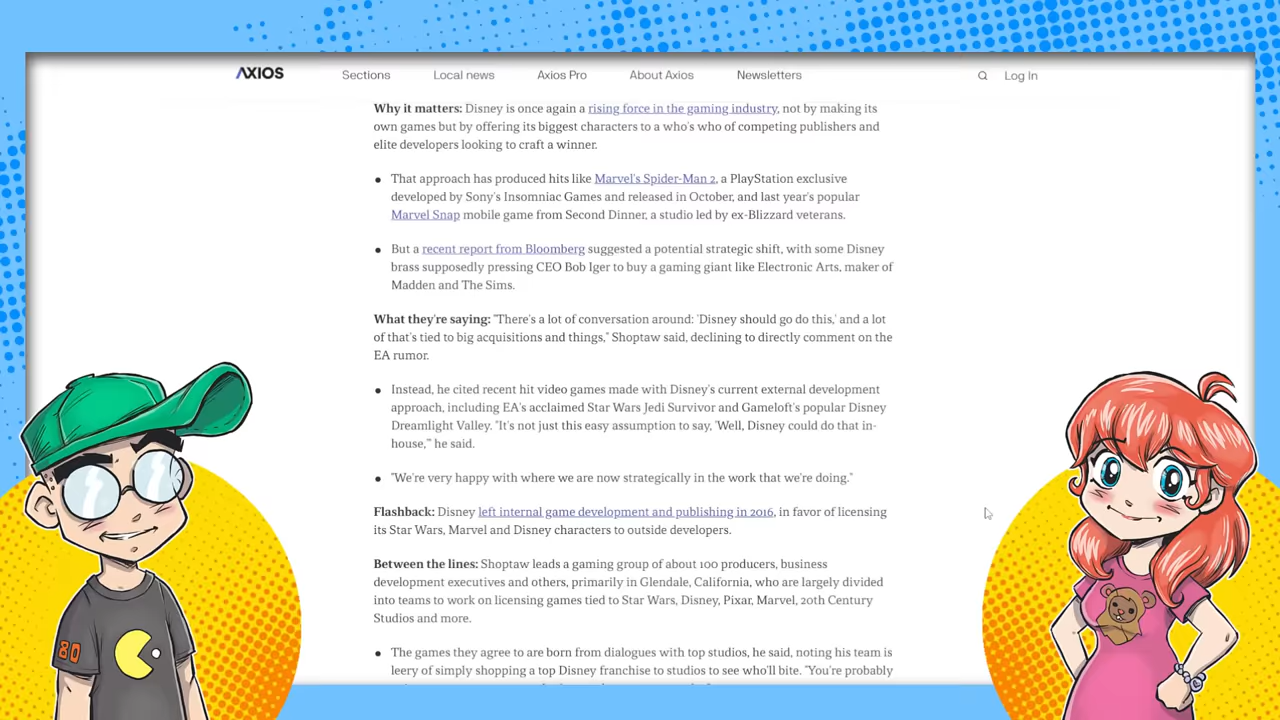 AXIOS Sections Local news Axios Pro About Axios Newsletters Log In
Why it matters: Disney is once again a rising force in the gaming industry, not by making its
own games but by offering its biggest characters to a who's who of competing publishers and
elite developers looking to craft a winner.
• That approach has produced hits like Marvel's Spider-Man 2, a PlayStation exclusive
developed by Sony's Insomniac Games and released in October, and last year's popular
Marvel Snap mobile game from Second Dinner, a studio led by ex-Blizzard veterans.
• But a recent report from Bloomberg suggested a potential strategic shift, with some Disney
brass supposedly pressing CEO Bob Iger to buy a gaming giant like Electronic Arts, maker of
Madden and The Sims.
What they're saying: "There's a lot of conversation around: 'Disney should go do this,' and a lot
of that's tied to big acquisitions and things," Shoptaw said, declining to directly comment on the
EA rumor.
• Instead, he cited recent hit video games made with Disney's current external development
approach, including EA's acclaimed Star Wars Jedi Survivor and Gameloft's popular Disney
Dreamlight Valley. "It's not just this easy assumption to say, 'Well, Disney could do that in-
house,'" he said.
• "We're very happy with where we are now strategically in the work that we're doing."
Flashback: Disney left internal game development and publishing in 2016, in favor of licensing
its Star Wars, Marvel and Disney characters to outside developers.
Between the lines: Shoptaw leads a gaming group of about 100 producers, business
development executives and others, primarily in Glendale, California, who are largely divided
into teams to work on licensing games tied to Star Wars, Disney, Pixar, Marvel, 20th Century
Studios and more.
• The games they agree to are born from dialogues with top studios, he said, noting his team is
leery of simply shopping a top Disney franchise to studios to see who'll bite. "You're probably
80